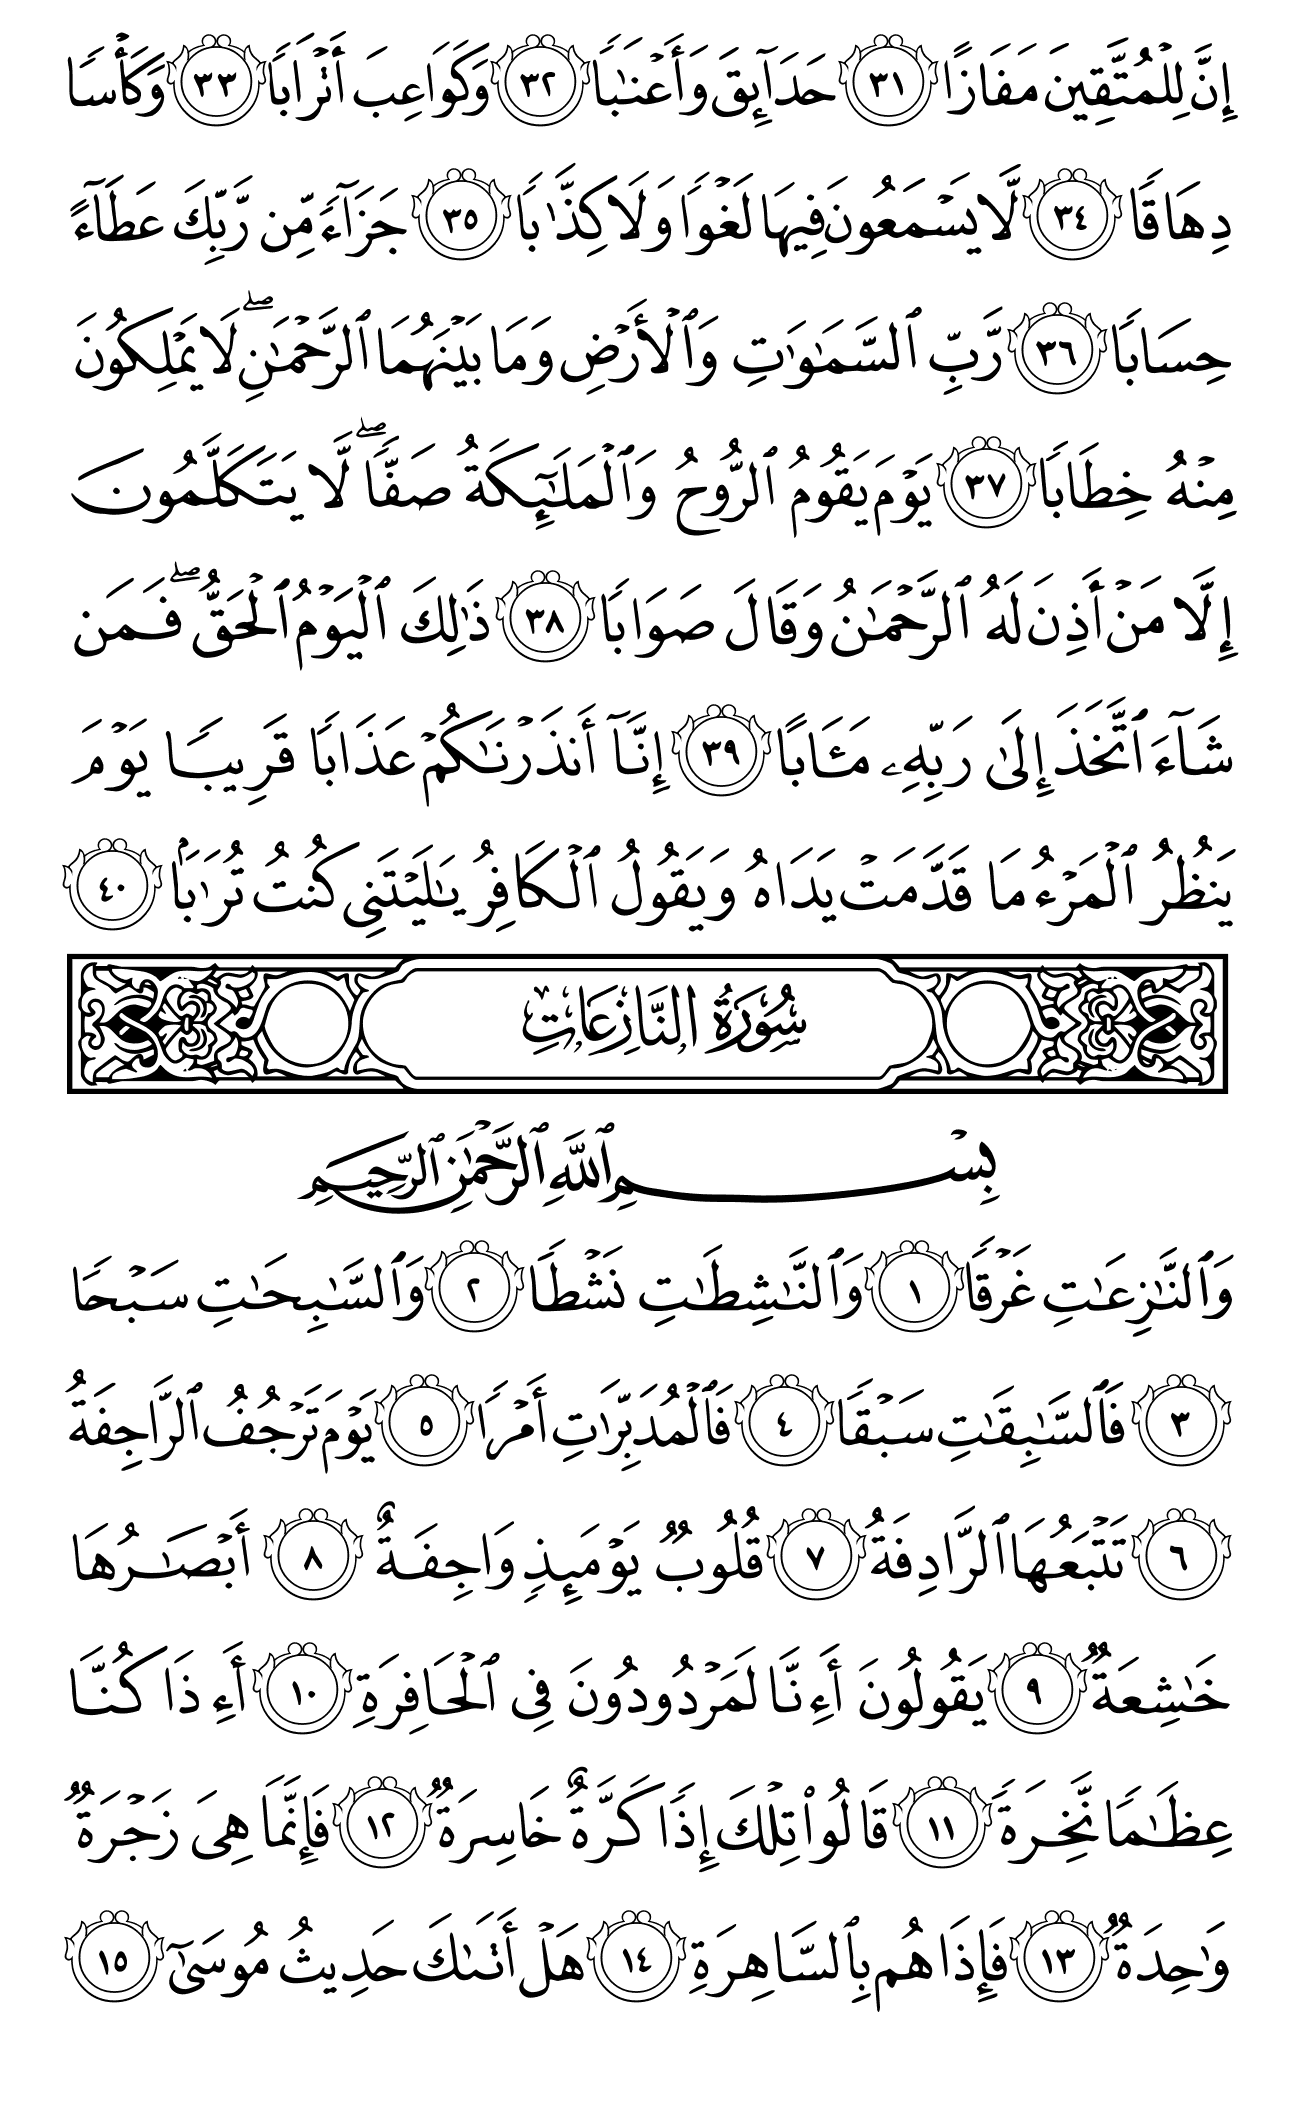 إِنَّ لِلْمُتَّقِينَ مَفَازًا ٣١ حَدَآئِقَ وَأَعْنَـٰبًا ٣٢ وَكَوَاعِبَ أَتْرَابًا ٣٣ وَكَأْسًا
دِهَاقًا ٣٤ لَّا يَسْمَعُونَ فِيهَا لَغْوًا وَلَا كِذَّٰبًا ٣٥ جَزَآءً مِّن رَّبِّكَ عَطَآءً
حِسَابًا ٣٦ رَّبِّ ٱلسَّمَـٰوَٰتِ وَٱلْأَرْضِ وَمَا بَيْنَهُمَا ٱلرَّحْمَـٰنِ ۖ لَا يَمْلِكُونَ
مِنْهُ خِطَابًا ٣٧ يَوْمَ يَقُومُ ٱلرُّوحُ وَٱلْمَلَـٰٓئِكَةُ صَفًّا ۖ لَّا يَتَكَلَّمُونَ
إِلَّا مَنْ أَذِنَ لَهُ ٱلرَّحْمَـٰنُ وَقَالَ صَوَابًا ٣٨ ذَٰلِكَ ٱلْيَوْمُ ٱلْحَقُّ ۖ فَمَن
شَآءَ ٱتَّخَذَ إِلَىٰ رَبِّهِۦ مَـَٔابًا ٣٩ إِنَّآ أَنذَرْنَـٰكُمْ عَذَابًا قَرِيبًا يَوْمَ
يَنظُرُ ٱلْمَرْءُ مَا قَدَّمَتْ يَدَاهُ وَيَقُولُ ٱلْكَافِرُ يَـٰلَيْتَنِى كُنتُ تُرَٰبًۢا ٤٠
سُورَةُ النَّازِعَاتِ
بِسْمِ ٱللَّهِ ٱلرَّحْمَـٰنِ ٱلرَّحِيمِ
وَٱلنَّـٰزِعَـٰتِ غَرْقًا ١ وَٱلنَّـٰشِطَـٰتِ نَشْطًا ٢ وَٱلسَّـٰبِحَـٰتِ سَبْحًا
٣ فَٱلسَّـٰبِقَـٰتِ سَبْقًا ٤ فَٱلْمُدَبِّرَٰتِ أَمْرًا ٥ يَوْمَ تَرْجُفُ ٱلرَّاجِفَةُ
٦ تَتْبَعُهَا ٱلرَّادِفَةُ ٧ قُلُوبٌ يَوْمَئِذٍ وَاجِفَةٌ ٨ أَبْصَـٰرُهَا
خَـٰشِعَةٌ ٩ يَقُولُونَ أَءِنَّا لَمَرْدُودُونَ فِى ٱلْحَافِرَةِ ١٠ أَءِذَا كُنَّا
عِظَـٰمًا نَّخِرَةً ١١ قَالُوا۟ تِلْكَ إِذًا كَرَّةٌ خَاسِرَةٌ ١٢ فَإِنَّمَا هِىَ زَجْرَةٌ
وَٰحِدَةٌ ١٣ فَإِذَا هُم بِٱلسَّاهِرَةِ ١٤ هَلْ أَتَىٰكَ حَدِيثُ مُوسَىٰٓ ١٥